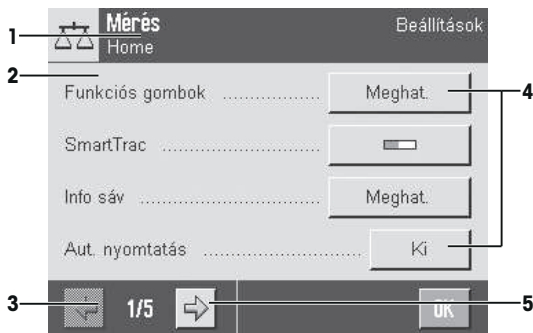 Mérés
Home
Beállítások
1
2
Funkciós gombok .................... Meghat.
4
SmartTrac ................................
Info sáv .................................... Meghat.
Aut. nyomtatás ......................... Ki
3
1/5
OK
5